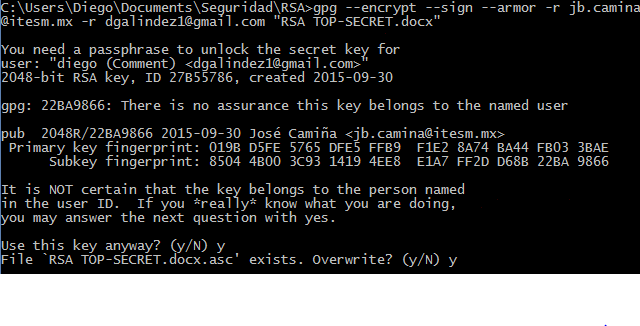 C:\Users\Diego\Documents\Seguridad\RSA>gpg --encrypt --sign --armor -r jb.camina
@itesm.mx -r dgalindez1@gmail.com "RSA TOP-SECRET.docx"
You need a passphrase to unlock the secret key for
user: "diego (Comment) <dgalindez1@gmail.com>"
2048-bit RSA key, ID 27B55786, created 2015-09-30
gpg: 22BA9866: There is no assurance this key belongs to the named user
pub  2048R/22BA9866 2015-09-30 José Camiña <jb.camina@itesm.mx>
 Primary key fingerprint: 019B D5FE 5765 DFE5 FFB9  F1E2 8A74 BA44 FB03 3BAE
      Subkey fingerprint: 8504 4B00 3C93 1419 4EE8  E1A7 FF2D D68B 22BA 9866
It is NOT certain that the key belongs to the person named
in the user ID.  If you *really* know what you are doing,
you may answer the next question with yes.
Use this key anyway? (y/N) y
File `RSA TOP-SECRET.docx.asc' exists. Overwrite? (y/N) y